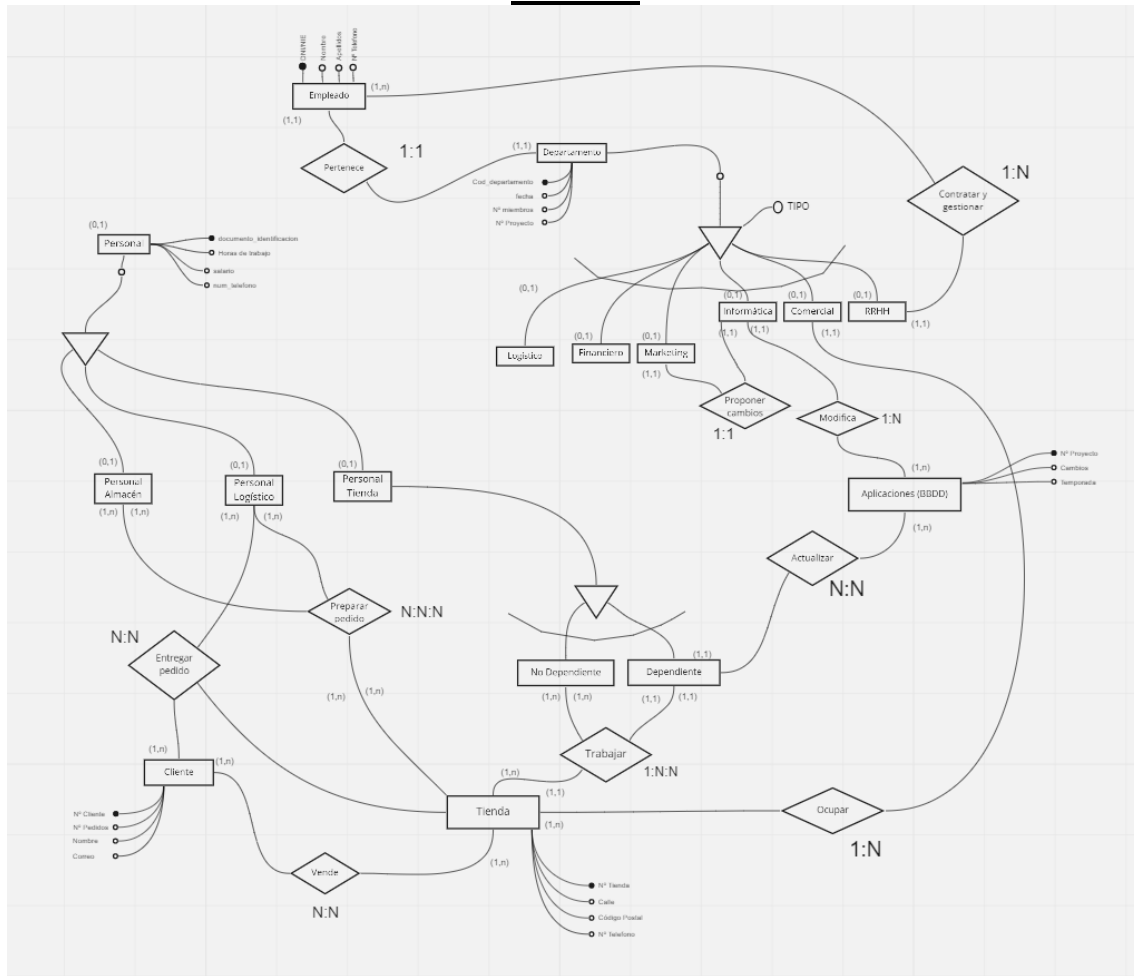 DNI/NIE
Nombre
Apellidos
Nº Telefono
Empleado
(1,n)
(1,1)
Pertenece
1:1
(1,1)
Departamento
Cod_departamento
fecha
Nº miembros
Nº Proyecto
TIPO
1:N
Contratar y
gestionar
(0,1)
Personal
documento_identificacion
Horas de trabajo
salario
num_telefono
(0,1)
Logística
(0,1)
Financiero
(0,1)
Marketing
(1,1)
(0,1)
Informática
(1,1)
(1,1)
(0,1)
Comercial
(1,1)
(0,1)
RRHH
(1,1)
Proponer
cambios
1:1
Modifica
1:N
(1,n)
Aplicaciones (BBDD)
(1,n)
Nº Proyecto
Cambios
Temporada
(0,1)
Personal
Almacén
(1,n)
(1,n)
(0,1)
Personal
Logístico
(1,n)
(1,n)
(0,1)
Personal
Tienda
Actualizar
N:N
Preparar
pedido
N:N:N
N:N
Entregar
pedido
No Dependiente
(1,n)
(1,n)
(1,1)
Dependiente
(1,1)
(1,1)
(1,n)
(1,n)
Trabajar
1:N:N
(1,n)
Cliente
(1,n)
Nº Cliente
Nº Pedidos
Nombre
Correo
(1,n)
(1,1)
Tienda
(1,n)
(1,n)
Ocupar
1:N
Vende
N:N
Nº Tienda
Calle
Código Postal
Nº Telefono